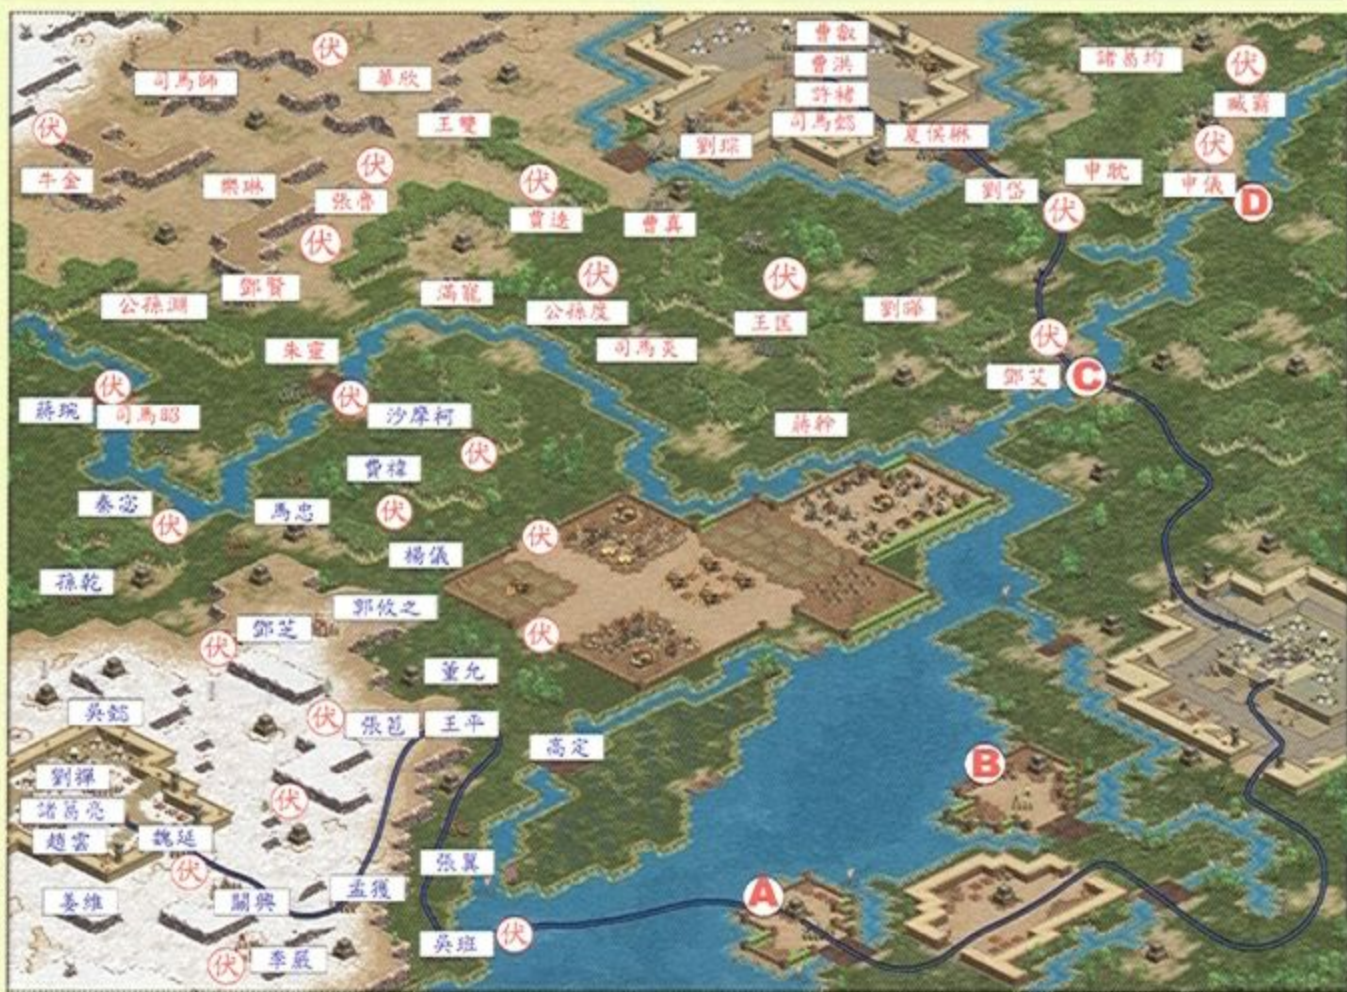 曹叡
伏
司馬師
華欣
曹洪
諸葛均
伏
許褚
臧霸
伏
王雙
司馬懿
夏侯楙
劉琮
伏
伏
牛金
樂琳
張魯
伏
賈逵
曹真
劉岱
申耽
申儀
D
伏
伏
鄧賢
公孫淵
滿寵
伏
公孫度
伏
王匡
劉曄
司馬炎
朱靈
伏
鄧艾
C
伏
蔣琬
司馬昭
伏
沙摩柯
蔣幹
費禕
伏
秦宓
伏
馬忠
伏
楊儀
伏
孫乾
郭攸之
鄧芝
伏
伏
董允
吳懿
伏
張苞
王平
高定
劉禪
伏
B
諸葛亮
趙雲
魏延
伏
張翼
姜維
關興
孟獲
A
吳班
伏
伏
李嚴